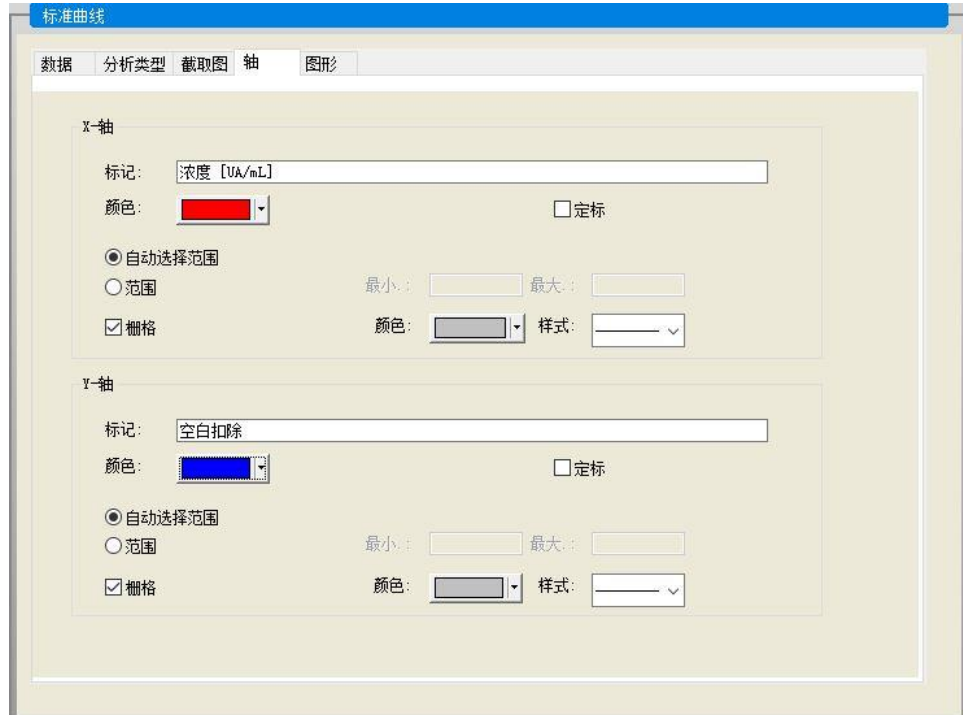 标准曲线
数据 分析类型 截取图 轴 图形
X-轴
标记: 浓度 [UA/mL]
颜色: 定标
自动选择范围
范围 最小.: 最大.:
栅格 颜色: 样式:
Y-轴
标记: 空白扣除
颜色: 定标
自动选择范围
范围 最小.: 最大.:
栅格 颜色: 样式: